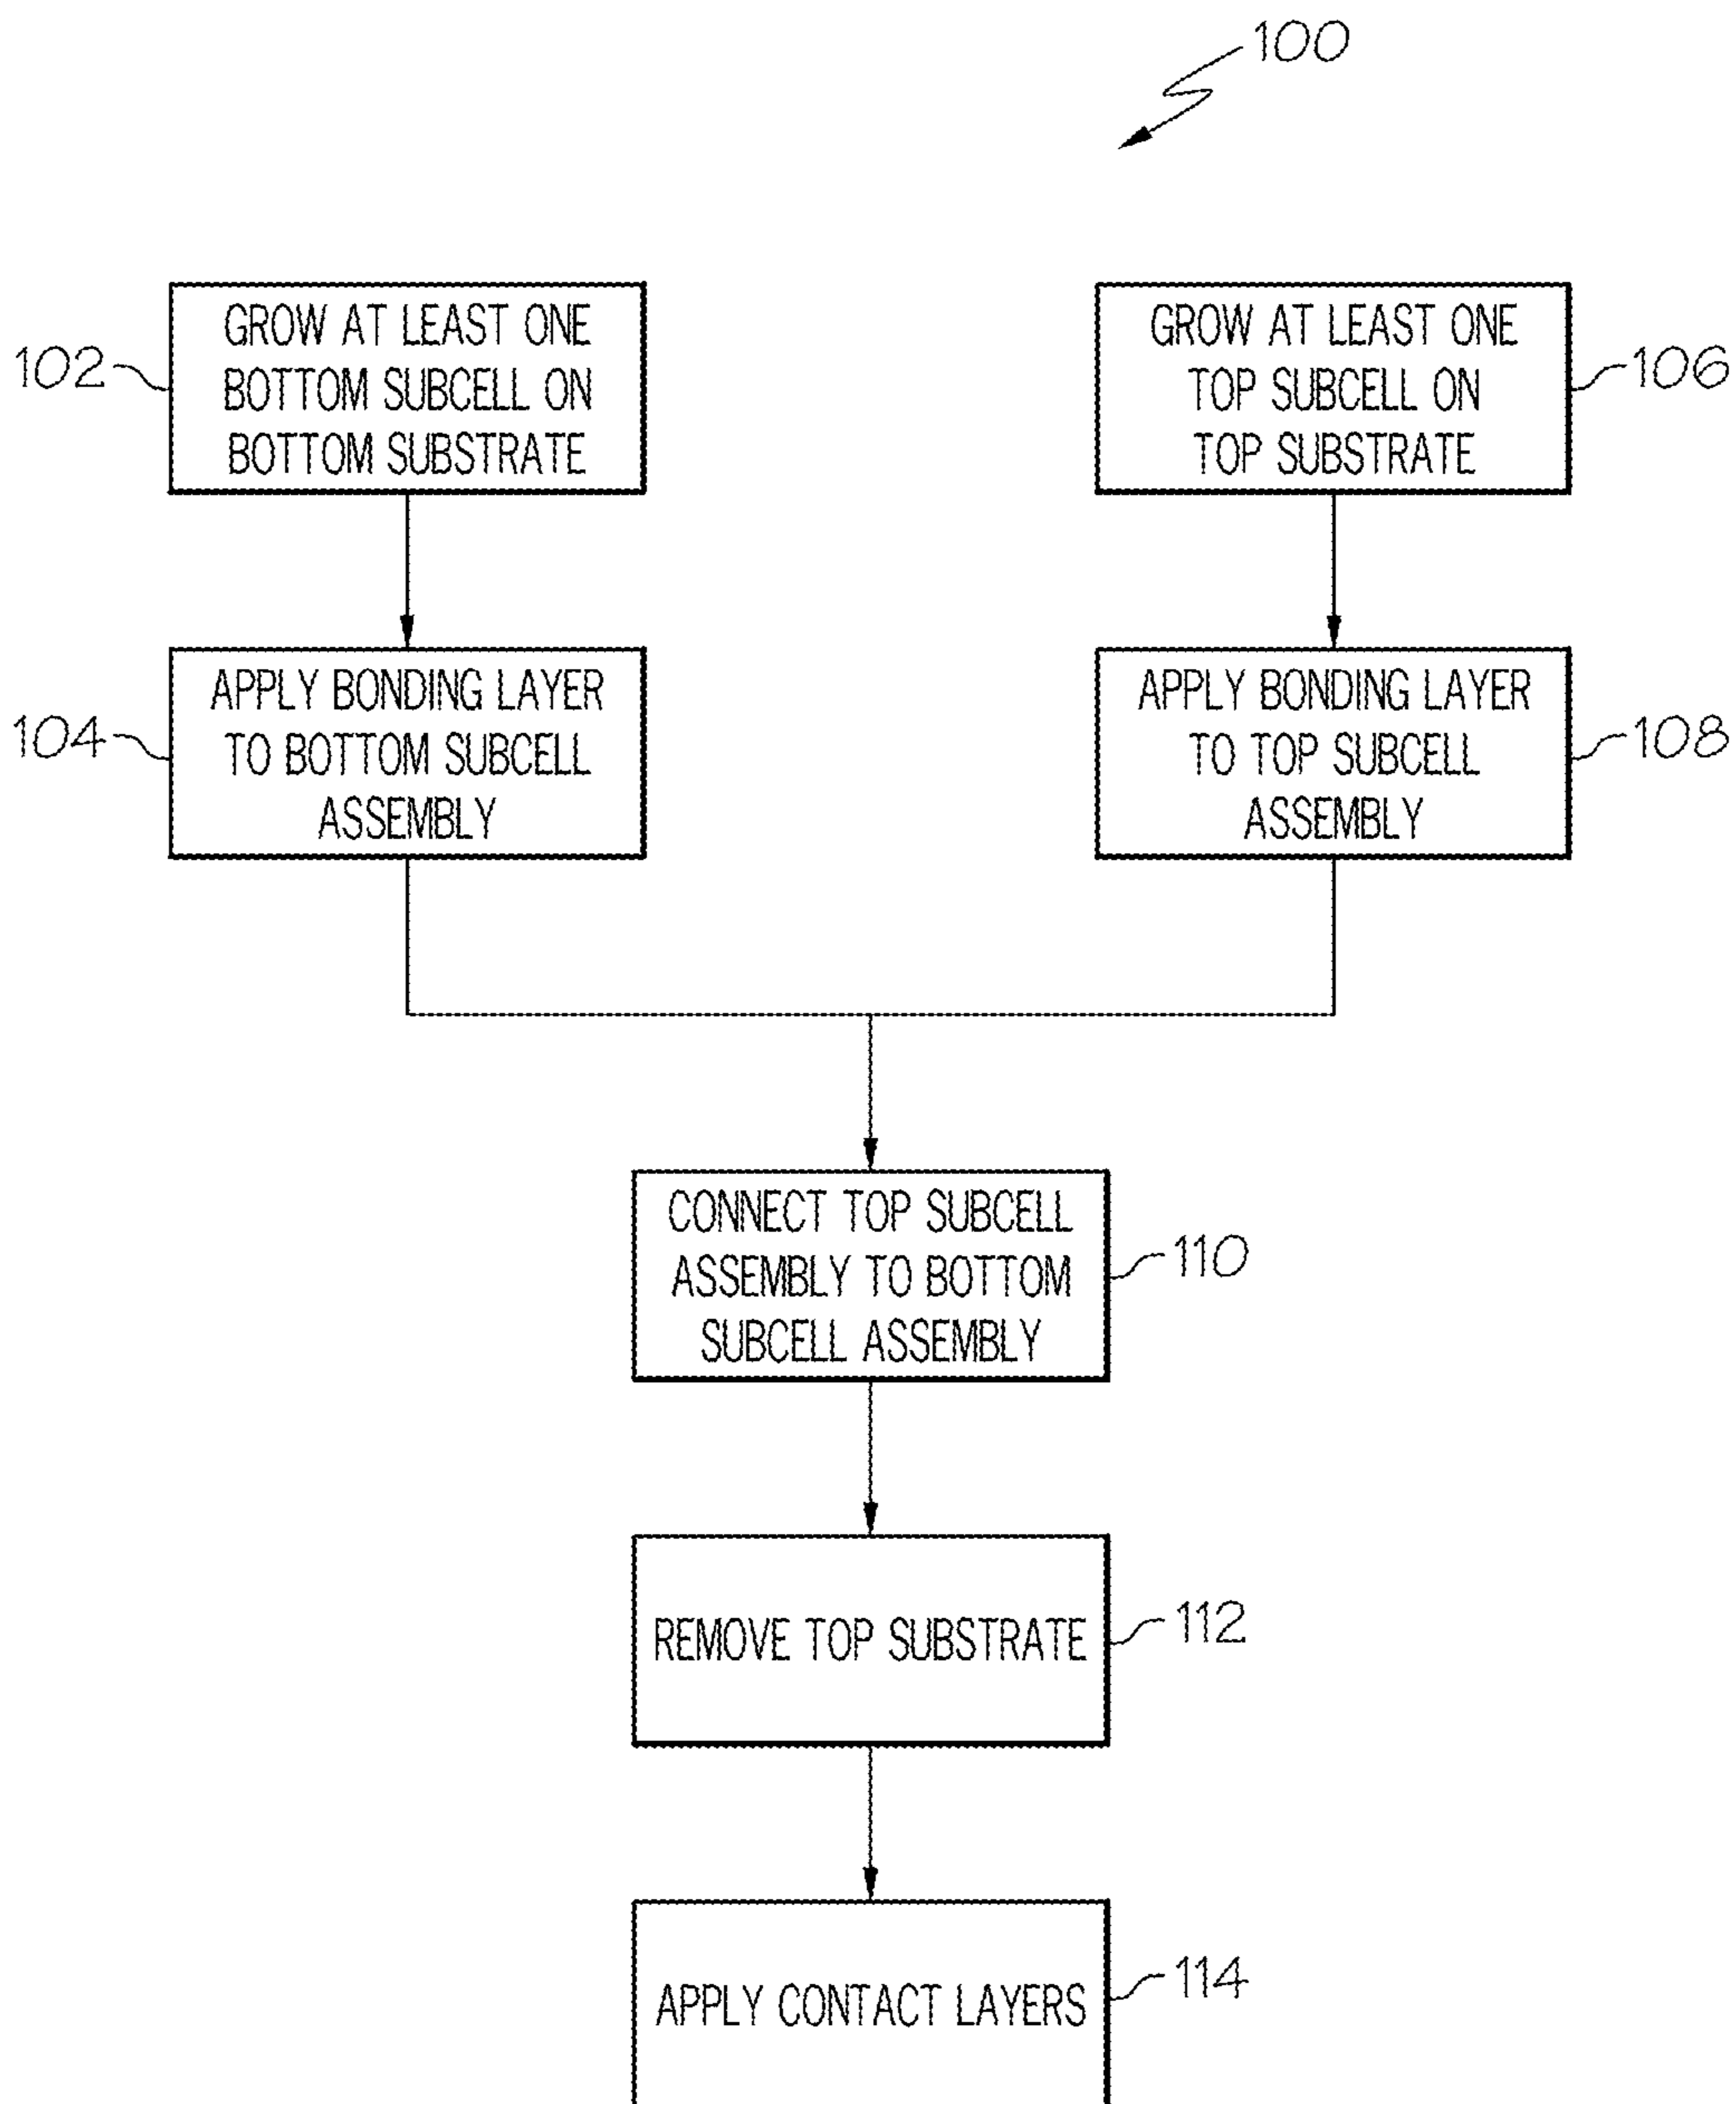 100
GROW AT LEAST ONE
BOTTOM SUBCELL ON
BOTTOM SUBSTRATE
102
GROW AT LEAST ONE
TOP SUBCELL ON
TOP SUBSTRATE
106
APPLY BONDING LAYER
TO BOTTOM SUBCELL
ASSEMBLY
104
APPLY BONDING LAYER
TO TOP SUBCELL
ASSEMBLY
108
CONNECT TOP SUBCELL
ASSEMBLY TO BOTTOM
SUBCELL ASSEMBLY
110
REMOVE TOP SUBSTRATE
112
APPLY CONTACT LAYERS
114